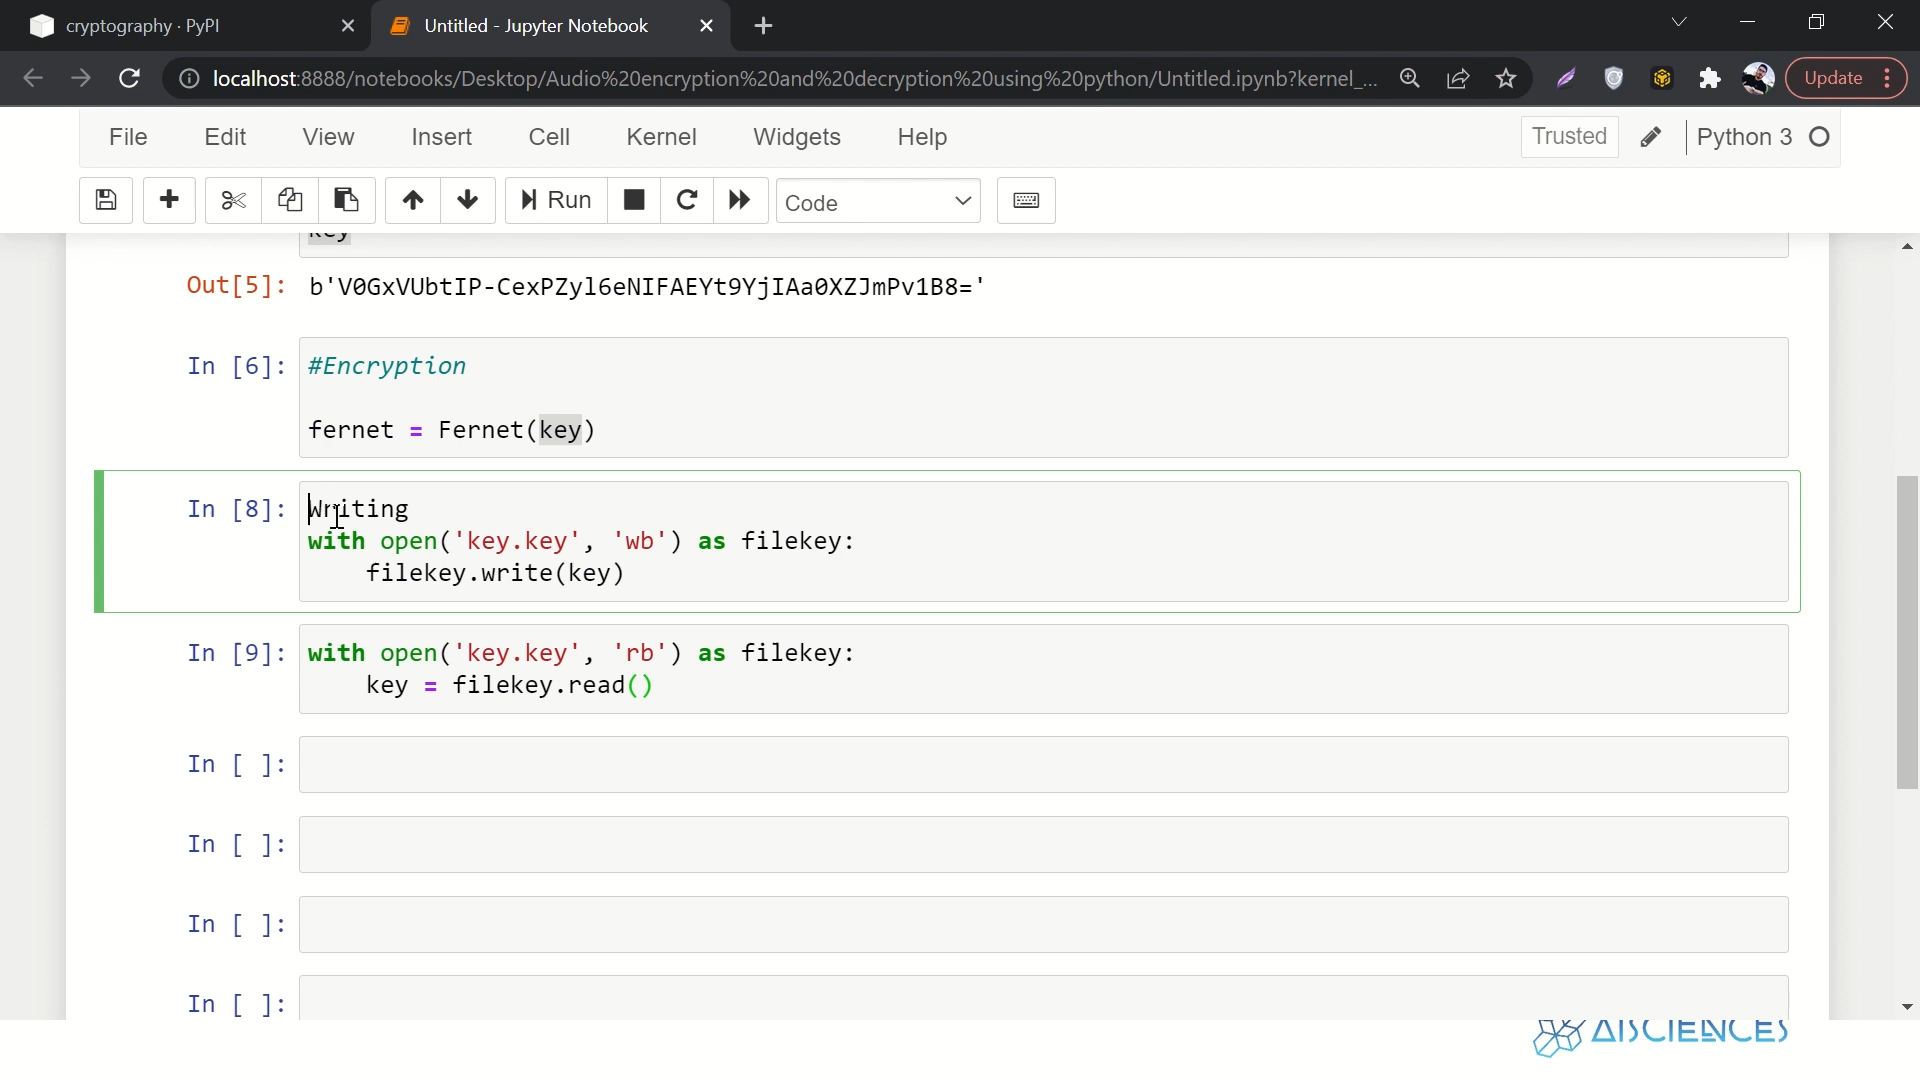 cryptography · PyPI
Untitled - Jupyter Notebook
localhost:8888/notebooks/Desktop/Audio%20encryption%20and%20decryption%20using%20python/Untitled.ipynb?kernel_...
Update
File Edit View Insert Cell Kernel Widgets Help
Trusted
Python 3
Run
Code
key
Out[5]: b'V0GxVUbtIP-CexPZyl6eNIFAEYt9YjIAa0XZJmPv1B8='
In [6]: #Encryption
fernet = Fernet(key)
In [8]: Writing
with open('key.key', 'wb') as filekey:
filekey.write(key)
In [9]: with open('key.key', 'rb') as filekey:
key = filekey.read()
In [ ]:
In [ ]:
In [ ]:
In [ ]:
AISCIENCES